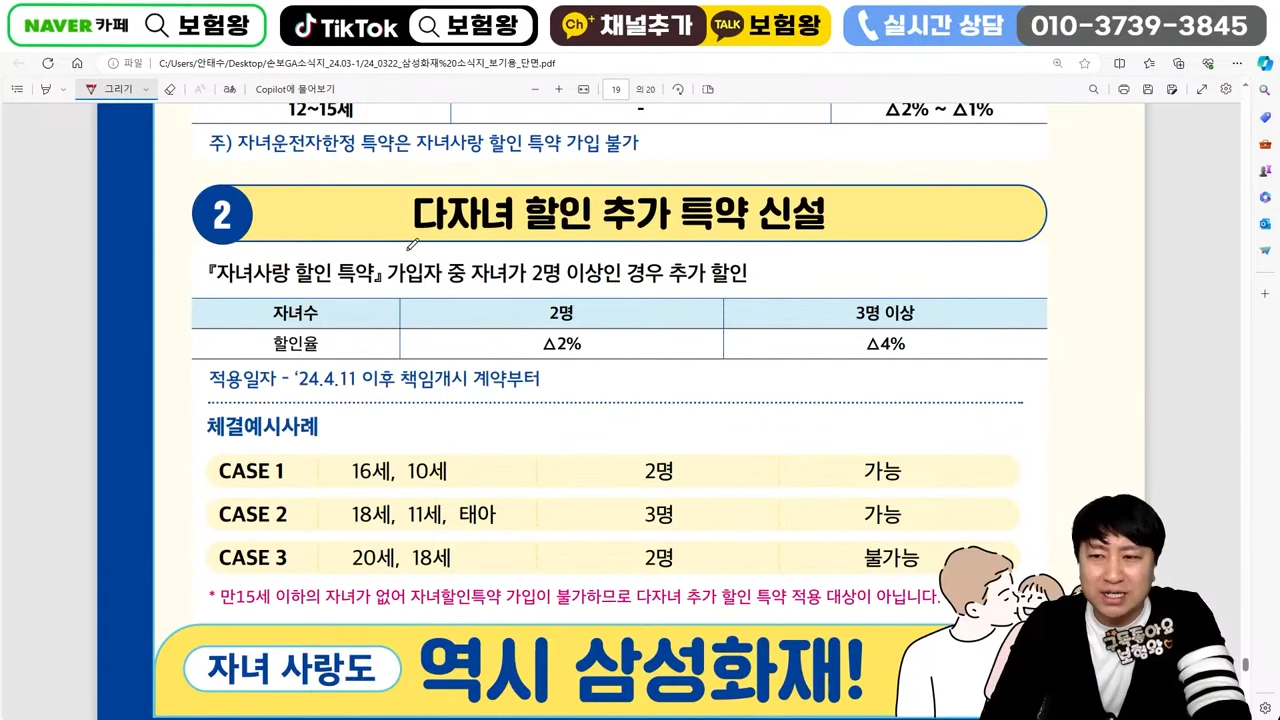 NAVER 카페 보험왕 TikTok 보험왕 Ch+ 채널추가 TALK 보험왕 실시간 상담 010-3739-3845
파일 C:/Users/안태수/Desktop/손보GA소식지_24.03-1/24_0322_삼성화재%20소식지_보기용_단면.pdf
그리기 Copilot에 물어보기 19 의 20
12~15세 - △2% ~ △1%
주) 자녀운전자한정 특약은 자녀사랑 할인 특약 가입 불가
2 다자녀 할인 추가 특약 신설
『자녀사랑 할인 특약』 가입자 중 자녀가 2명 이상인 경우 추가 할인
자녀수 2명 3명 이상
할인율 △2% △4%
적용일자 - ‘24.4.11 이후 책임개시 계약부터
체결예시사례
CASE 1 16세, 10세 2명 가능
CASE 2 18세, 11세, 태아 3명 가능
CASE 3 20세, 18세 2명 불가능
* 만15세 이하의 자녀가 없어 자녀할인특약 가입이 불가하므로 다자녀 추가 할인 특약 적용 대상이 아닙니다.
구독좋아요
보험왕
자녀 사랑도 역시 삼성화재!